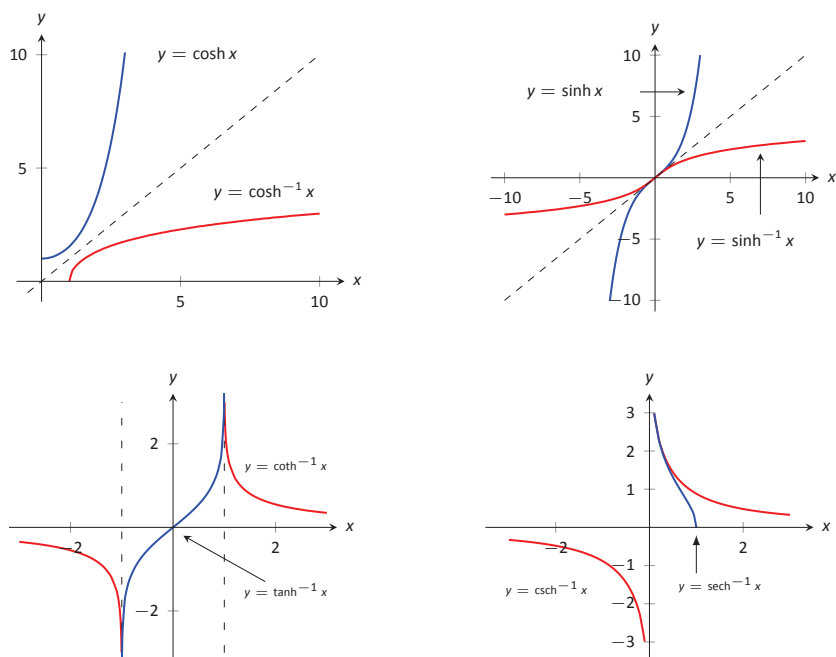 y
10
y = cosh x
5
y = cosh⁻¹ x
5
10
x
y
10
y = sinh x
5
−10
−5
5
10
x
y = sinh⁻¹ x
−5
−10
y
2
y = coth⁻¹ x
−2
2
x
y = tanh⁻¹ x
−2
y
3
2
1
−2
2
x
−1
y = csch⁻¹ x
y = sech⁻¹ x
−2
−3